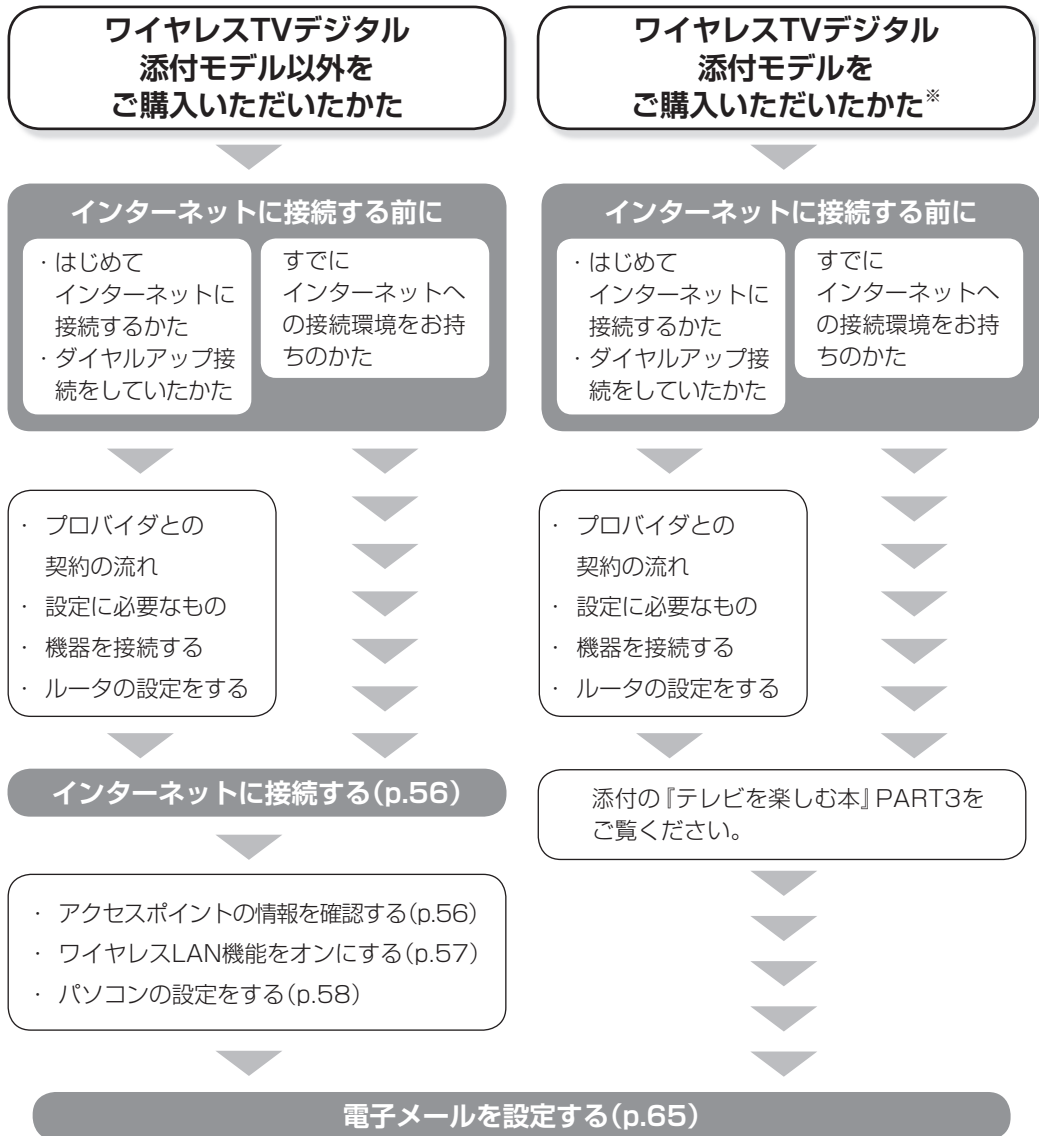 ワイヤレスTVデジタル
添付モデル以外を
ご購入いただいたかた
インターネットに接続する前に
・はじめて
インターネットに
接続するかた
・ダイヤルアップ接
続をしていたかた
すでに
インターネットへ
の接続環境をお持
ちのかた
・ プロバイダとの
契約の流れ
・ 設定に必要なもの
・ 機器を接続する
・ ルータの設定をする
インターネットに接続する(p.56)
・ アクセスポイントの情報を確認する(p.56)
・ ワイヤレスLAN機能をオンにする(p.57)
・ パソコンの設定をする(p.58)
ワイヤレスTVデジタル
添付モデルを
ご購入いただいたかた※
インターネットに接続する前に
・はじめて
インターネットに
接続するかた
・ダイヤルアップ接
続をしていたかた
すでに
インターネットへ
の接続環境をお持
ちのかた
・ プロバイダとの
契約の流れ
・ 設定に必要なもの
・ 機器を接続する
・ ルータの設定をする
添付の『テレビを楽しむ本』PART3を
ご覧ください。
電子メールを設定する(p.65)